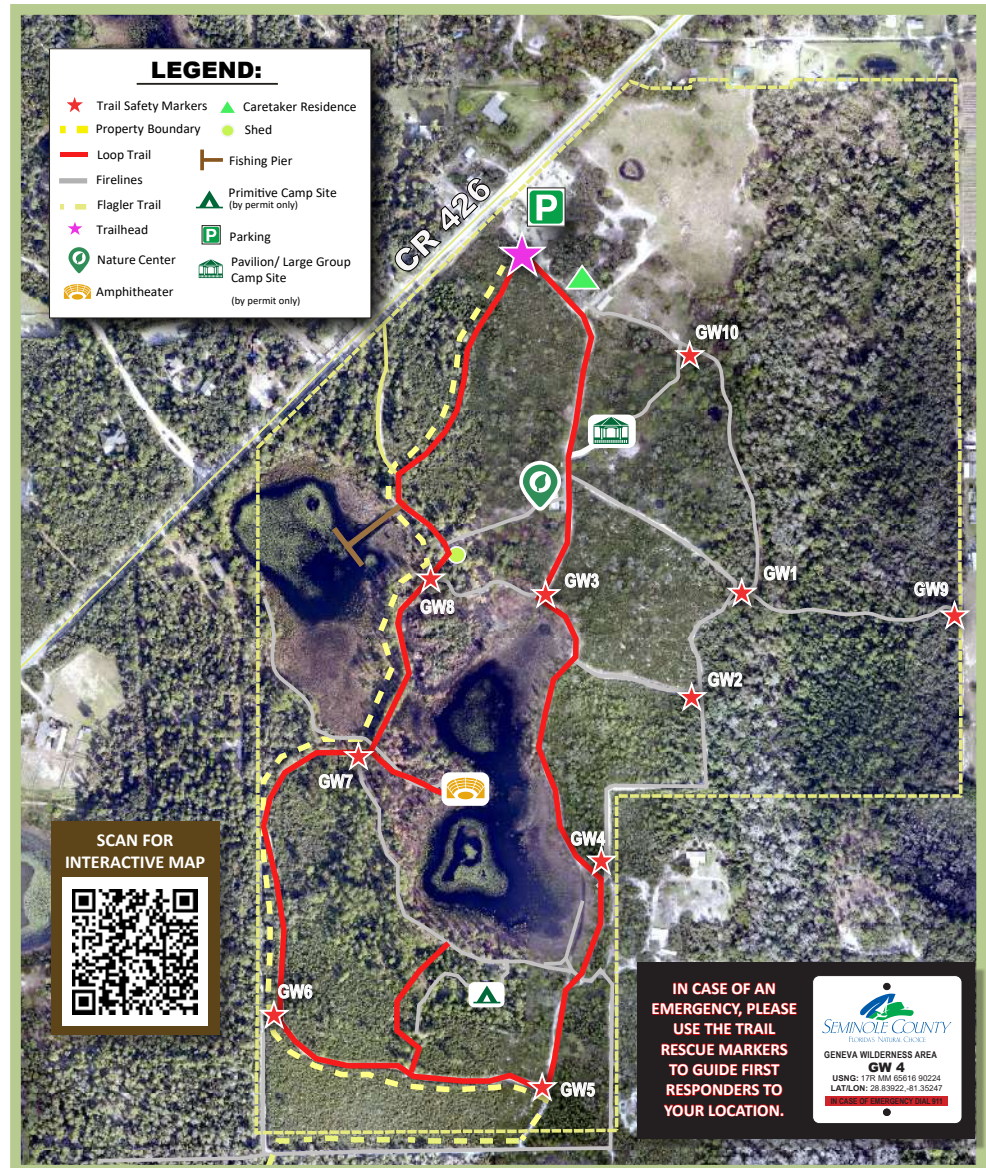 LEGEND:
Trail Safety Markers
Property Boundary
Loop Trail
Firelines
Flagler Trail
Trailhead
Nature Center
Amphitheater
Caretaker Residence
Shed
Fishing Pier
Primitive Camp Site
(by permit only)
P
Parking
Pavilion/ Large Group
Camp Site
(by permit only)
CR 426
P
GW10
GW1
GW9
GW3
GW8
GW2
GW7
GW4
GW6
GW5
SCAN FOR
INTERACTIVE MAP
IN CASE OF AN
EMERGENCY, PLEASE
USE THE TRAIL
RESCUE MARKERS
TO GUIDE FIRST
RESPONDERS TO
YOUR LOCATION.
SEMINOLE COUNTY
FLORIDA'S NATURAL CHOICE
GENEVA WILDERNESS AREA
GW 4
USNG: 17R MM 65616 90224
LAT/LON: 28.83922,-81.35247
IN CASE OF EMERGENCY DIAL 911